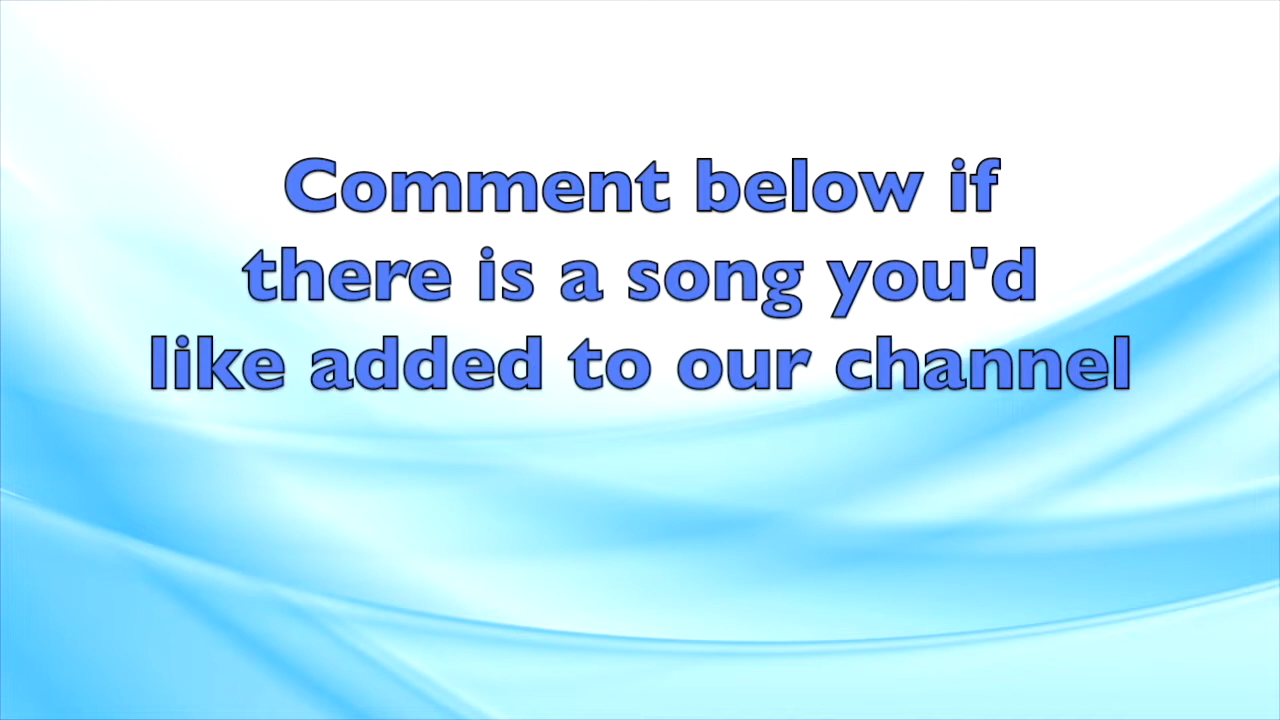 Comment below if
there is a song you'd
like added to our channel